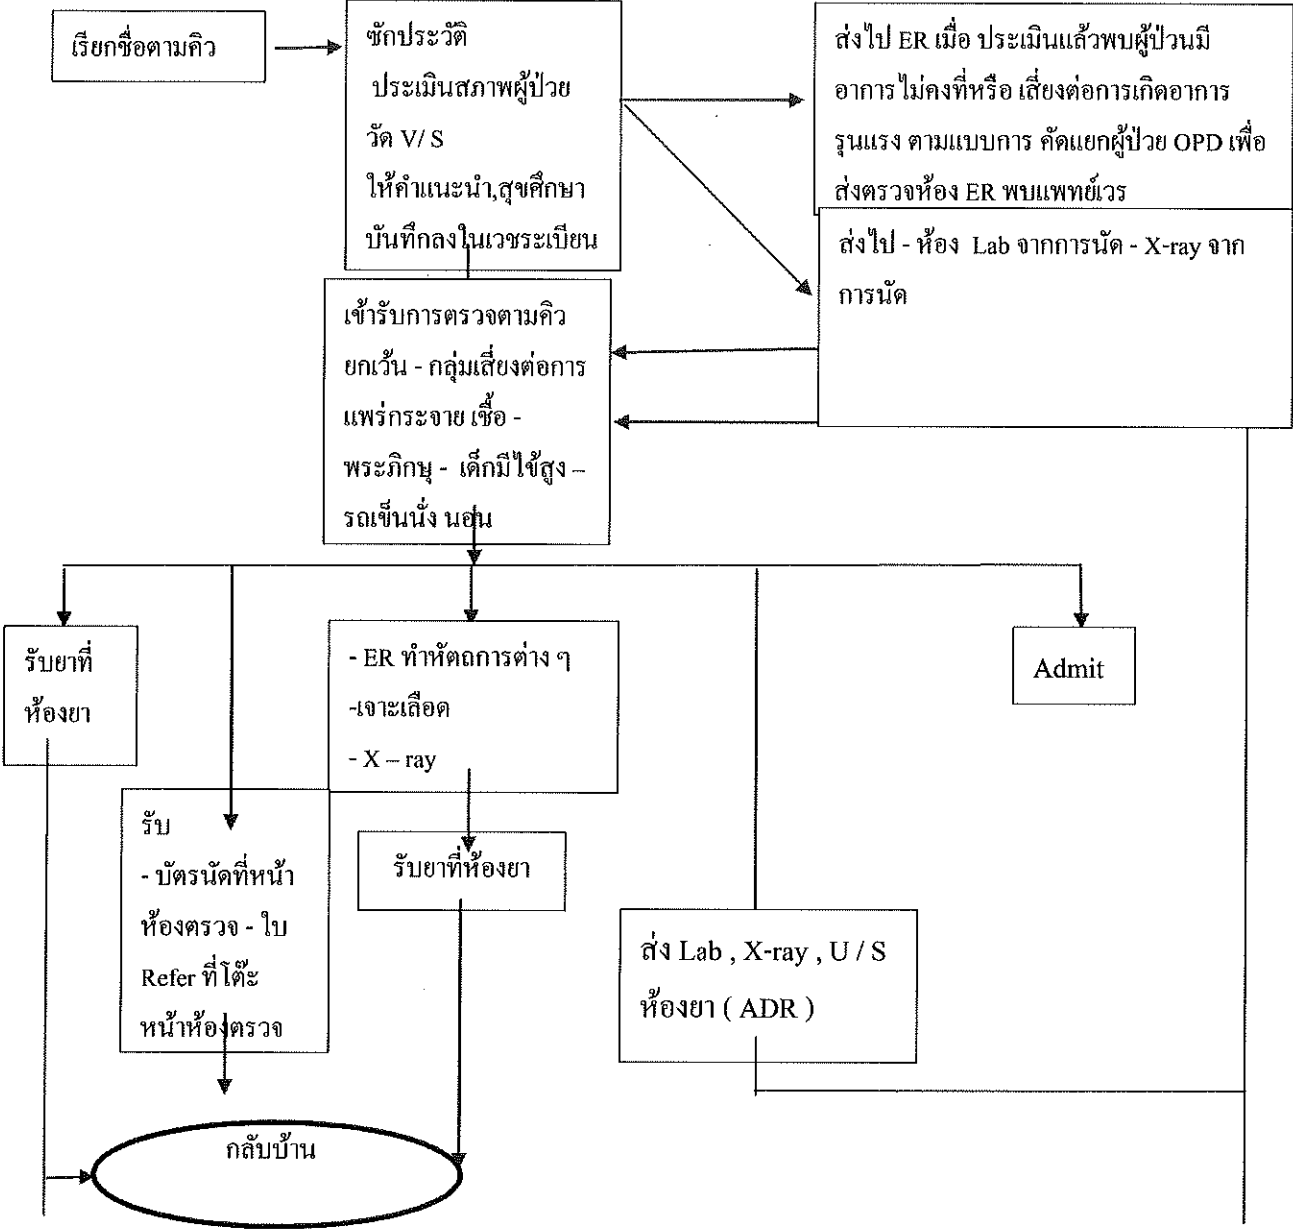 เรียกชื่อตามคิว
ซักประวัติ
ประเมินสภาพผู้ป่วย
วัด V/ S
ให้คำแนะนำ,สุขศึกษา
บันทึกลงในเวชระเบียน
ส่งไป ER เมื่อ ประเมินแล้วพบผู้ป่วนมี
อาการไม่คงที่หรือ เสี่ยงต่อการเกิดอาการ
รุนแรง ตามแบบการ คัดแยกผู้ป่วย OPD เพื่อ
ส่งตรวจห้อง ER พบแพทย์เวร
ส่งไป - ห้อง Lab จากการนัด - X-ray จาก
การนัด
เข้ารับการตรวจตามคิว
ยกเว้น - กลุ่มเสี่ยงต่อการ
แพร่กระจาย เชื้อ -
พระภิกษุ - เด็กมีไข้สูง –
รถเข็นนั่ง นอน
รับยาที่
ห้องยา
รับ
- บัตรนัดที่หน้า
ห้องตรวจ - ใบ
Refer ที่โต๊ะ
หน้าห้องตรวจ
- ER ทำหัตถการต่าง ๆ
-เจาะเลือด
- X – ray
รับยาที่ห้องยา
ส่ง Lab , X-ray , U / S
ห้องยา ( ADR )
Admit
กลับบ้าน